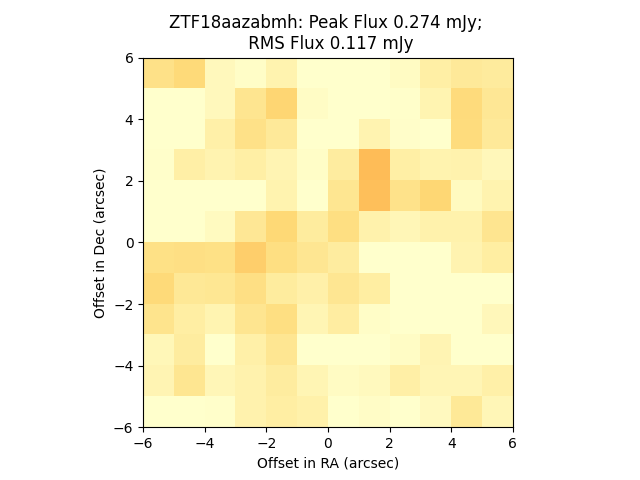 ZTF18aazabmh: Peak Flux 0.274 mJy;
RMS Flux 0.117 mJy
6
4
2
0
−2
−4
−6
Offset in Dec (arcsec)
−6 −4 −2 0 2 4 6
Offset in RA (arcsec)